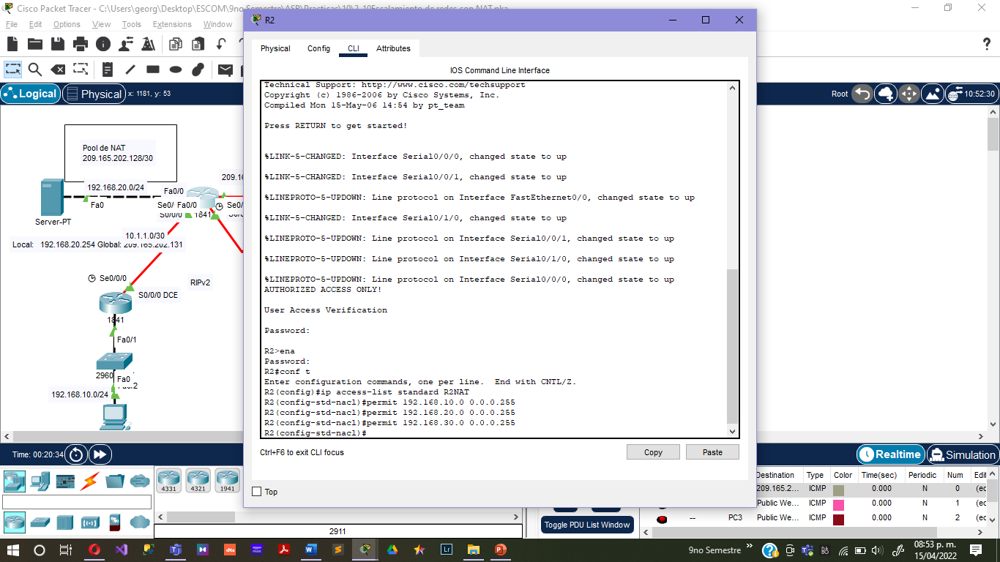 Cisco Packet Tracer - C:\Users\georg\Desktop\ESCOM\9no Semestre\ASR\Practicas\10\2.10Escalamiento de redes con NAT.pka
File Edit Options View Tools Extensions Window
R2
Physical Config CLI Attributes
IOS Command Line Interface
Logical Physical x: 1181, y: 53
Root 10:52:30
Technical Support: http://www.cisco.com/techsupport
Copyright (c) 1986-2006 by Cisco Systems, Inc.
Compiled Mon 15-May-06 14:54 by pt_team
Press RETURN to get started!
%LINK-5-CHANGED: Interface Serial0/0/0, changed state to up
%LINK-5-CHANGED: Interface Serial0/0/1, changed state to up
%LINEPROTO-5-UPDOWN: Line protocol on Interface FastEthernet0/0, changed state to up
%LINK-5-CHANGED: Interface Serial0/1/0, changed state to up
%LINEPROTO-5-UPDOWN: Line protocol on Interface Serial0/0/1, changed state to up
%LINEPROTO-5-UPDOWN: Line protocol on Interface Serial0/1/0, changed state to up
%LINEPROTO-5-UPDOWN: Line protocol on Interface Serial0/0/0, changed state to up
AUTHORIZED ACCESS ONLY!
User Access Verification
Password:
R2>ena
Password:
R2#conf t
Enter configuration commands, one per line. End with CNTL/Z.
R2(config)#ip access-list standard R2NAT
R2(config-std-nacl)#permit 192.168.10.0 0.0.0.255
R2(config-std-nacl)#permit 192.168.20.0 0.0.0.255
R2(config-std-nacl)#permit 192.168.30.0 0.0.0.255
R2(config-std-nacl)#
Ctrl+F6 to exit CLI focus
Copy Paste
Top
Pool de NAT
209.165.202.128/30
209.16
192.168.20.0/24
Fa0/0
Fa0
Se0/ Fa0/0 Se0/
S0/0/0 1841
Server-PT
10.1.1.0/30
Local: 192.168.20.254 Global: 209.165.202.131
Se0/0/0
RIPv2
S0/0/0 DCE
1841
Fa0/1
2960
Fa0
192.168.10.0/24
Time: 00:20:34
Realtime Simulation
4331 4321 1941
2911
Toggle PDU List Window
Destination Type Color Time(sec) Periodic Num Edit
209.165.2... ICMP 0.000 N 0 (ed
Public We... ICMP 0.000 N 1 (ed
-- PC3 Public We... ICMP 0.000 N 2 (ed
9no Semestre
08:53 p. m.
15/04/2022